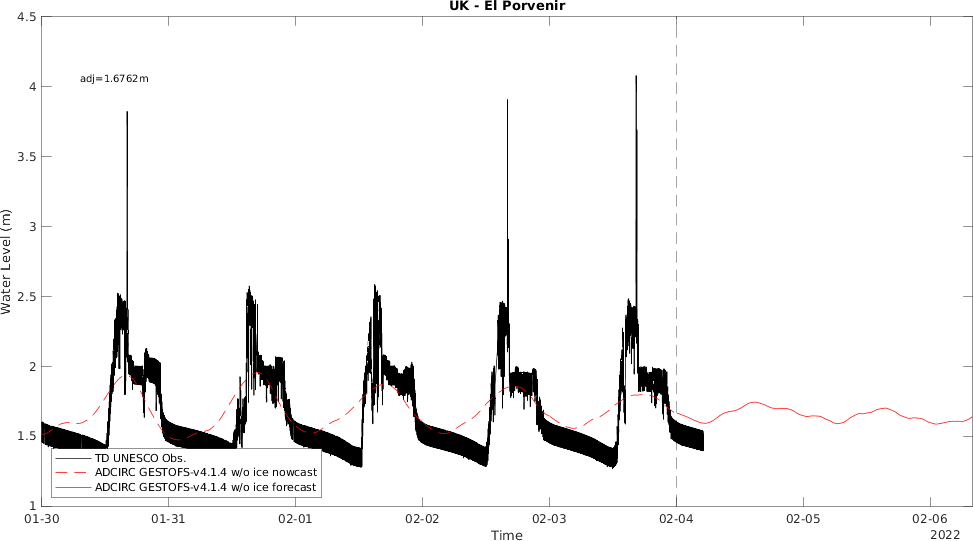 UK - El Porvenir
4.5
adj=1.6762m
4
3.5
3
Water Level (m)
2.5
2
1.5
TD UNESCO Obs.
ADCIRC GESTOFS-v4.1.4 w/o ice nowcast
ADCIRC GESTOFS-v4.1.4 w/o ice forecast
1
01-30 01-31 02-01 02-02 02-03 02-04 02-05 02-06
Time
2022